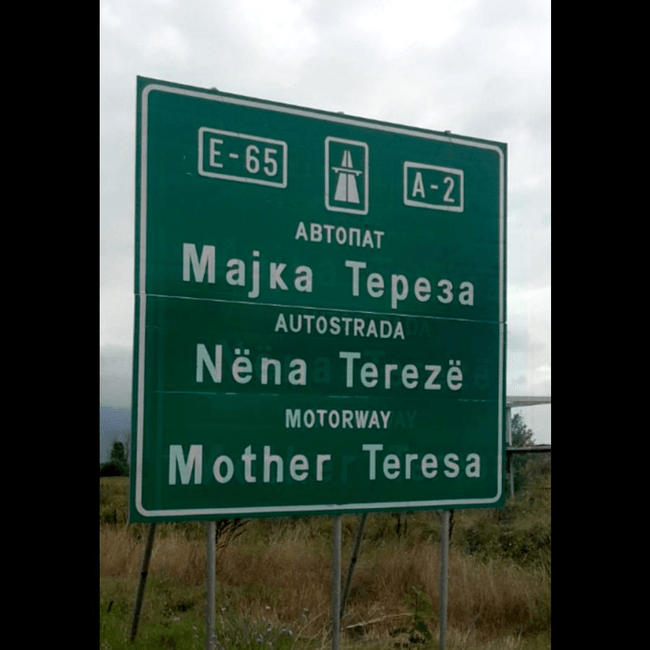 E-65 A-2
АВТОПАТ
Мајка Тереза
AUTOSTRADA
Nëna Terezë
MOTORWAY
Mother Teresa